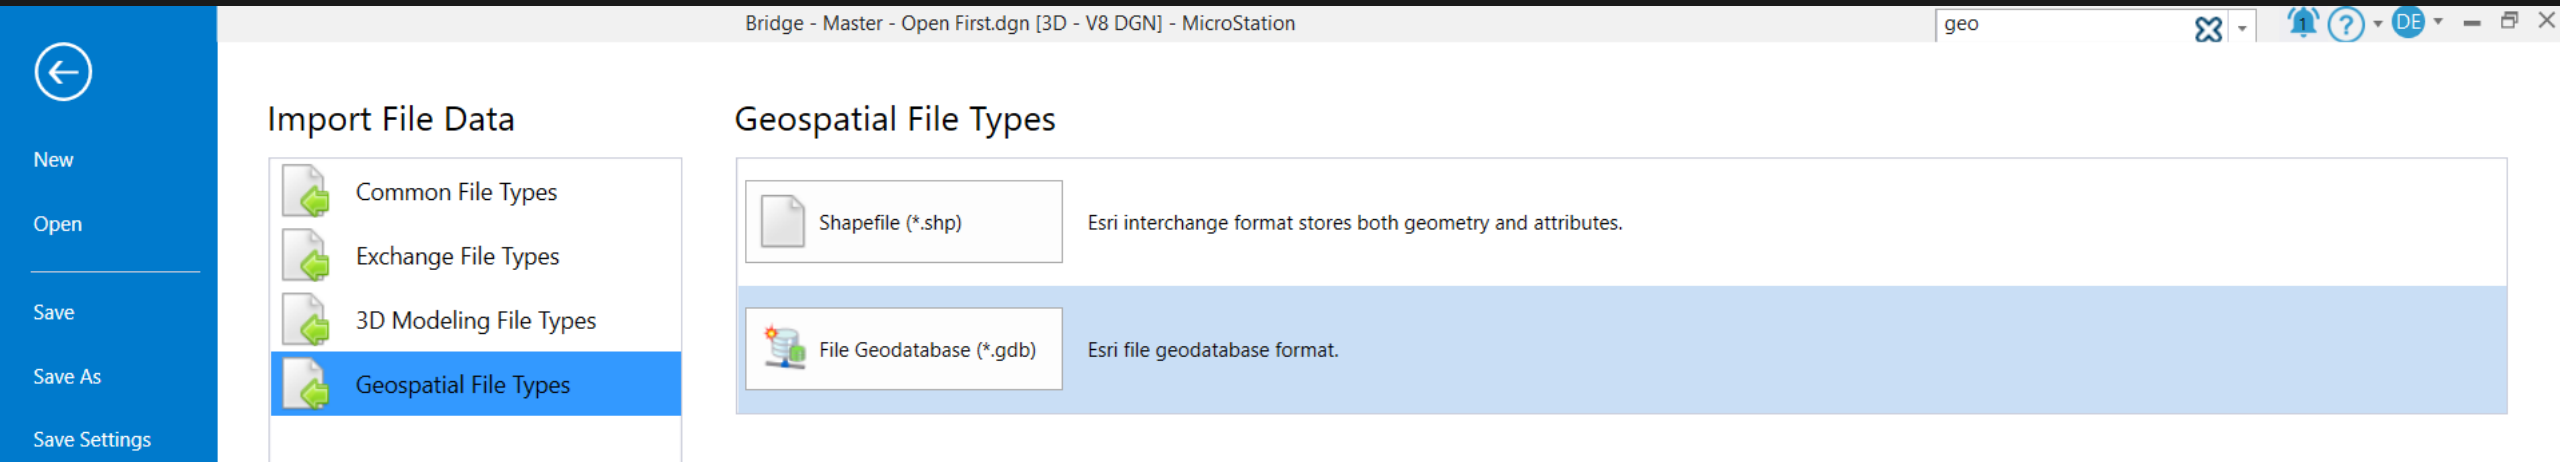 Bridge - Master - Open First.dgn [3D - V8 DGN] - MicroStation
geo
1
?
DE
New
Open
Save
Save As
Save Settings
Import File Data
Common File Types
Exchange File Types
3D Modeling File Types
Geospatial File Types
Geospatial File Types
Shapefile (*.shp)
Esri interchange format stores both geometry and attributes.
File Geodatabase (*.gdb)
Esri file geodatabase format.